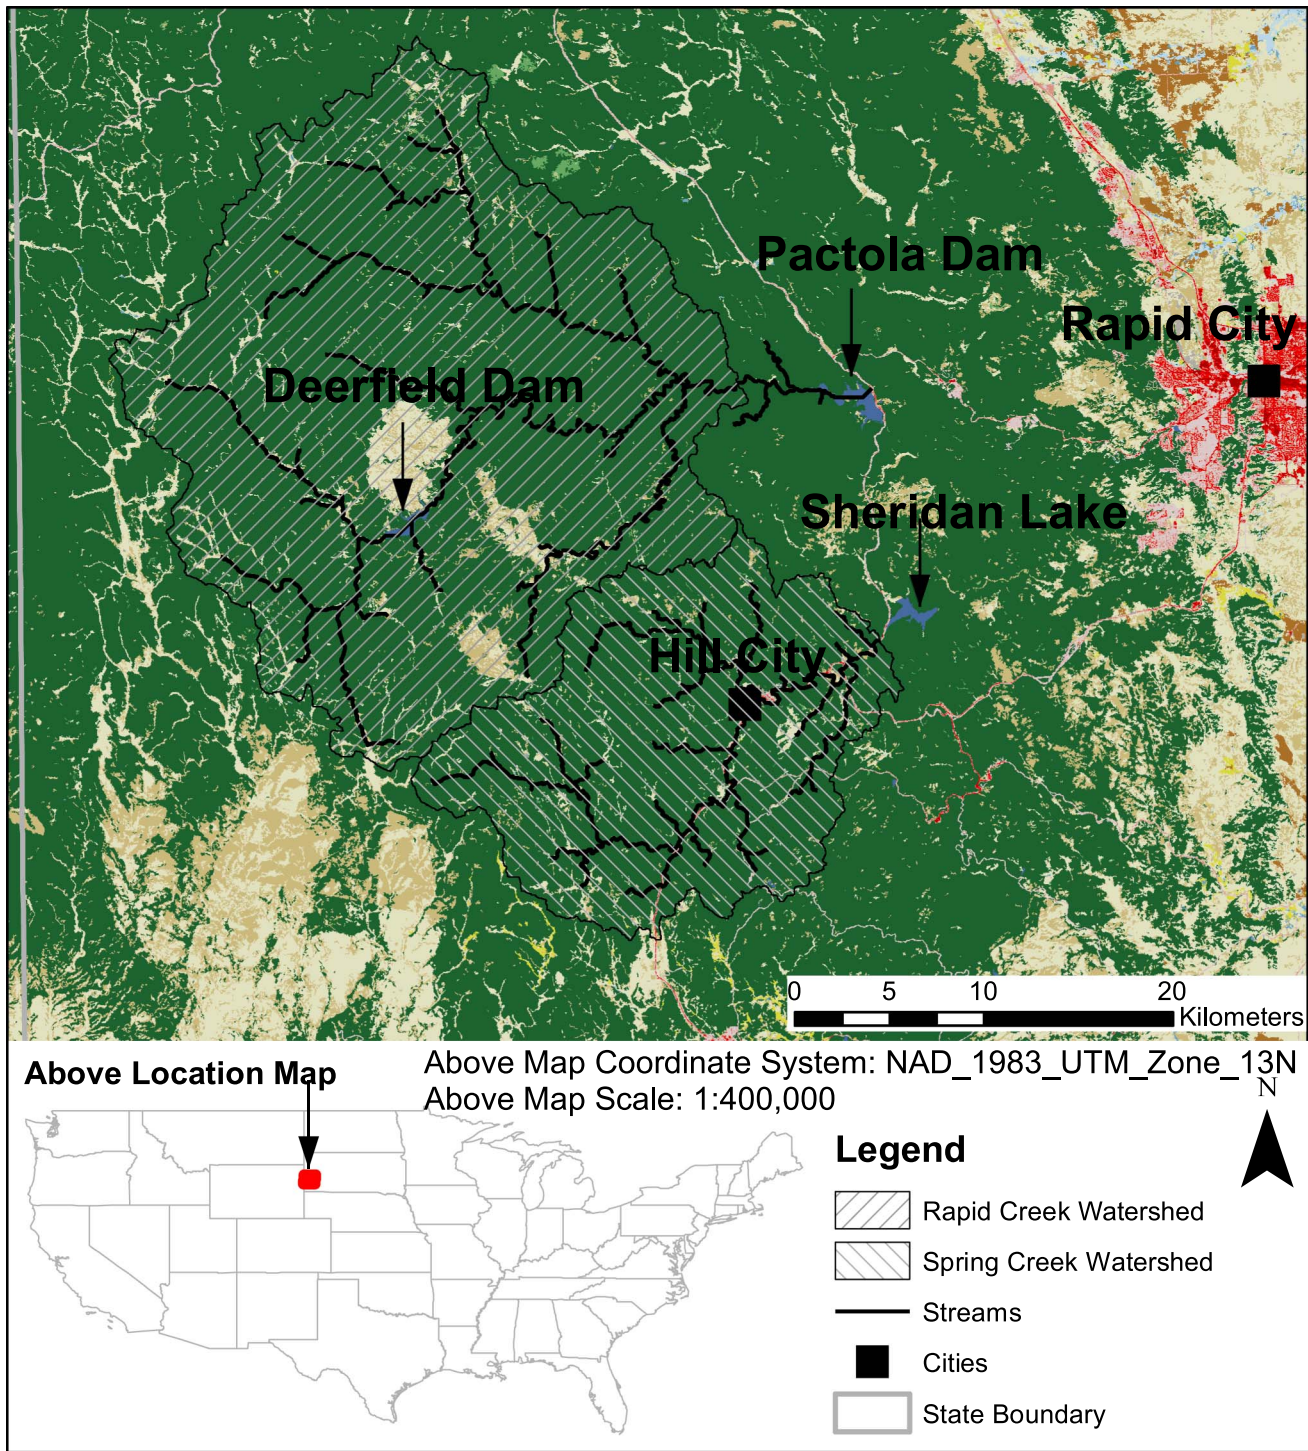 Pactola Dam
Rapid City
Deerfield Dam
Sheridan Lake
Hill City
0 5 10 20
Kilometers
Above Location Map
Above Map Coordinate System: NAD_1983_UTM_Zone_13N
Above Map Scale: 1:400,000
N
Legend
Rapid Creek Watershed
Spring Creek Watershed
Streams
Cities
State Boundary